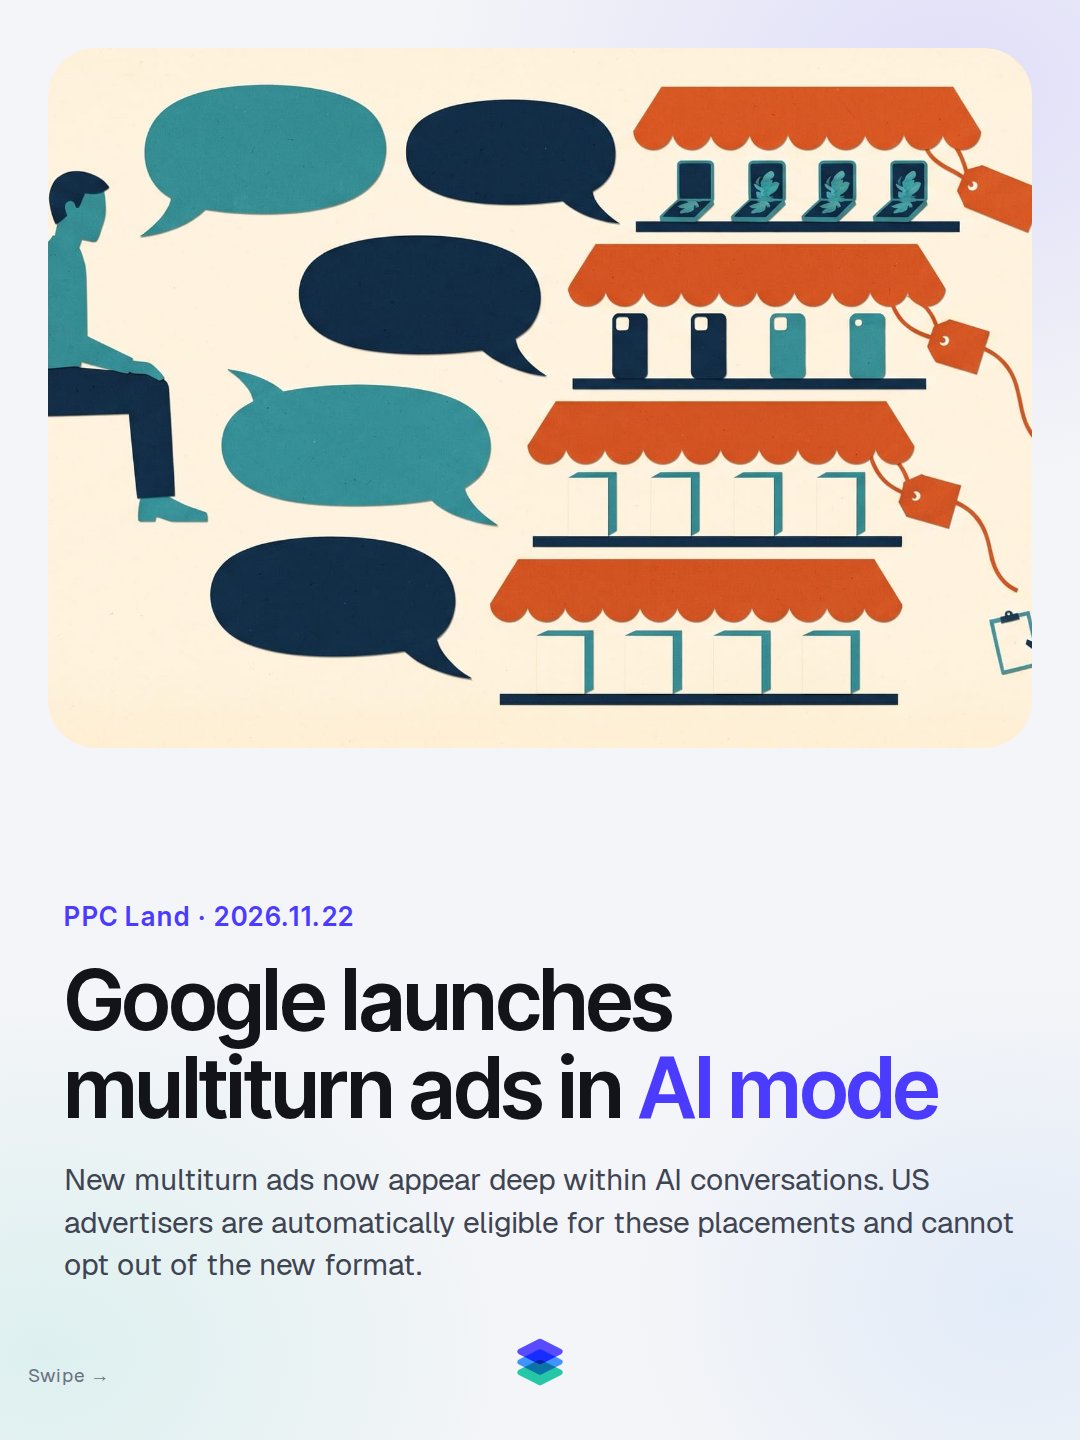 PPC Land · 2026.11.22
Google launches
multiturn ads in AI mode
New multiturn ads now appear deep within AI conversations. US
advertisers are automatically eligible for these placements and cannot
opt out of the new format.
Swipe →